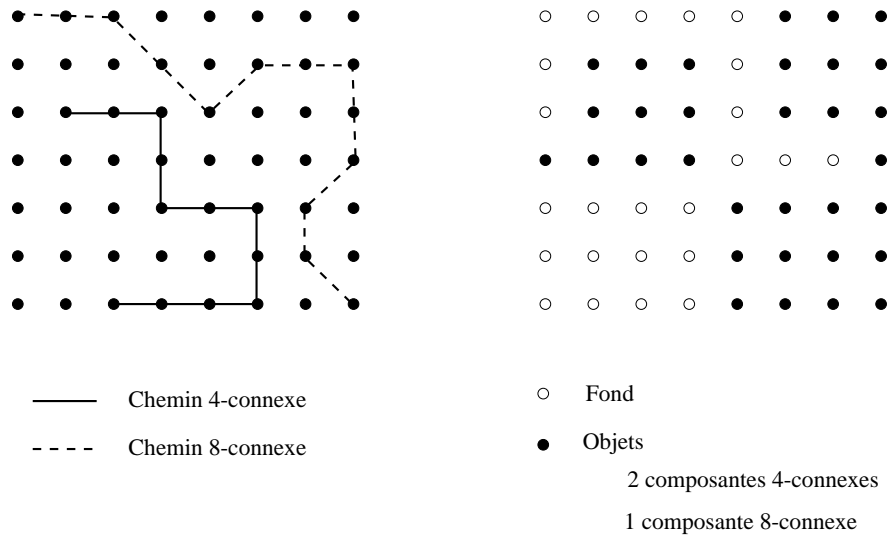 Chemin 4-connexe
Chemin 8-connexe
Fond
Objets
2 composantes 4-connexes
1 composante 8-connexe